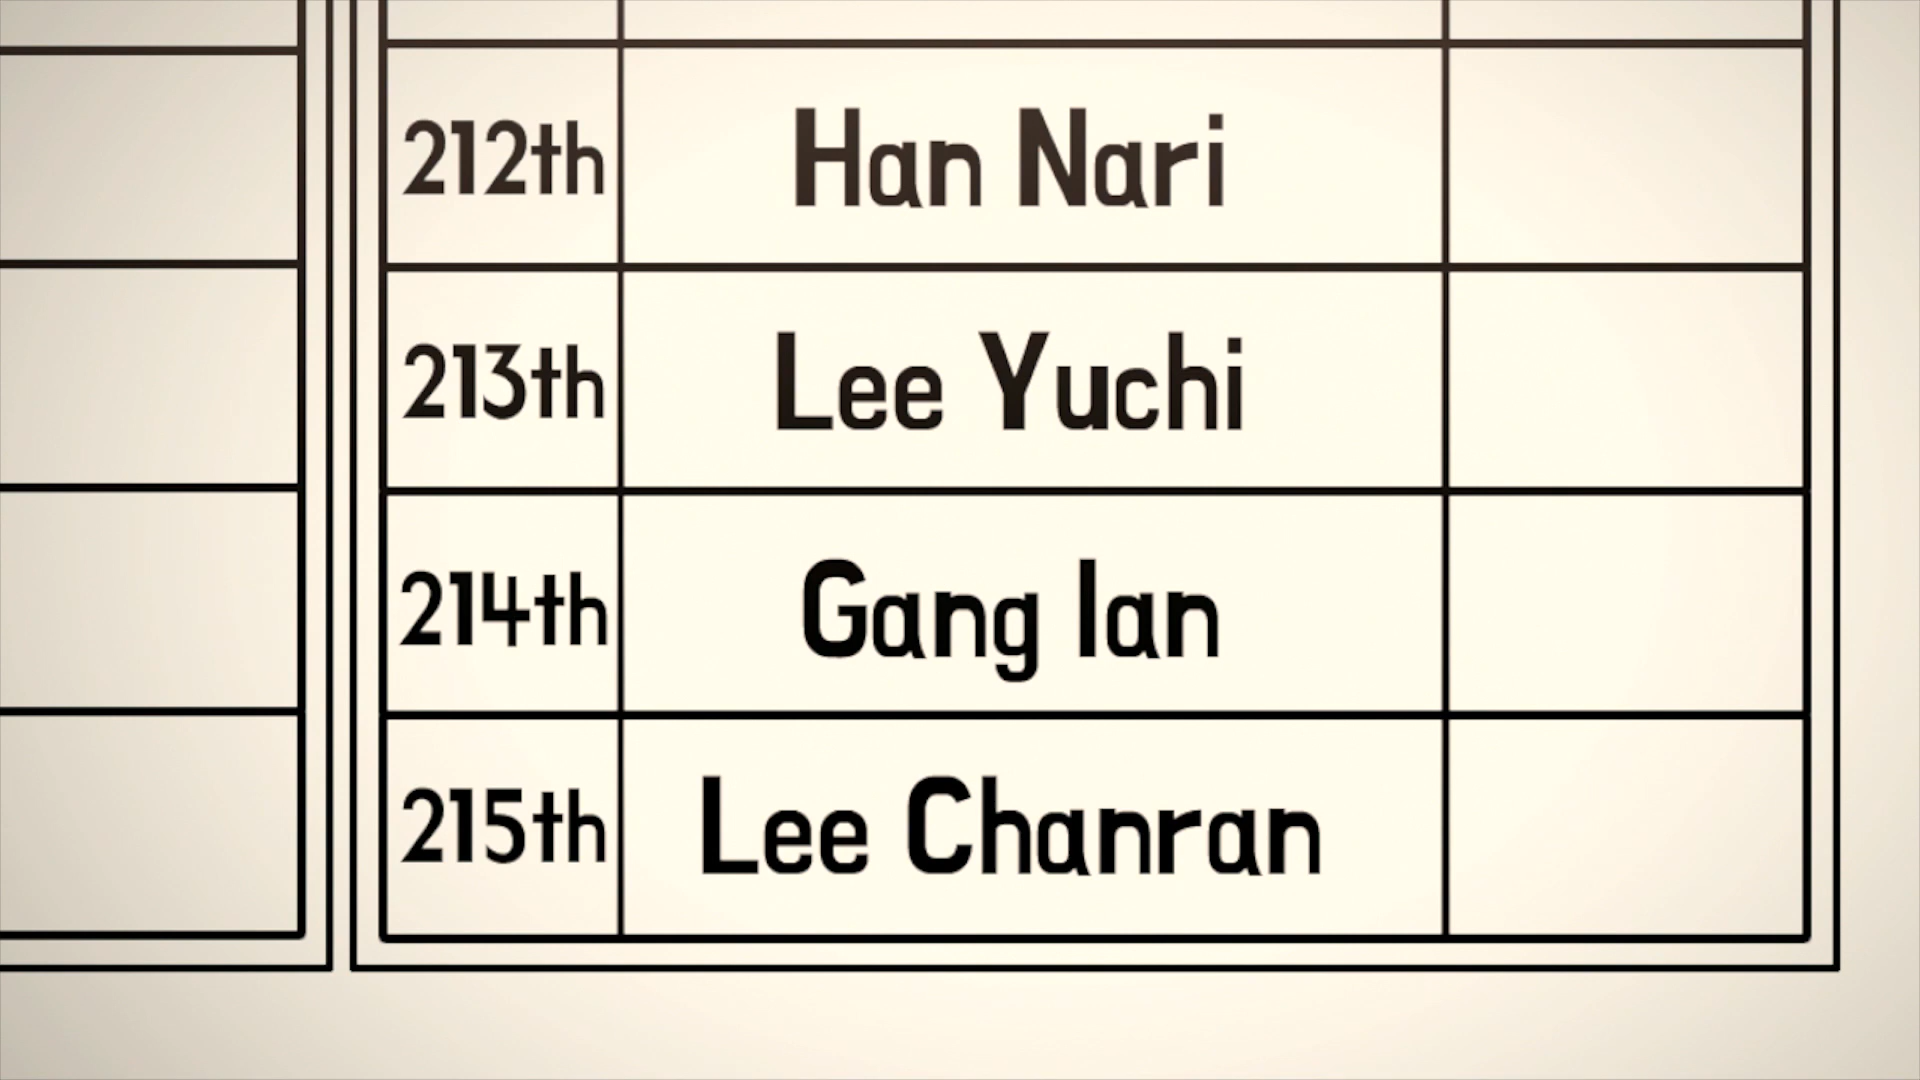 212th Han Nari
213th Lee Yuchi
214th Gang Ian
215th Lee Chanran